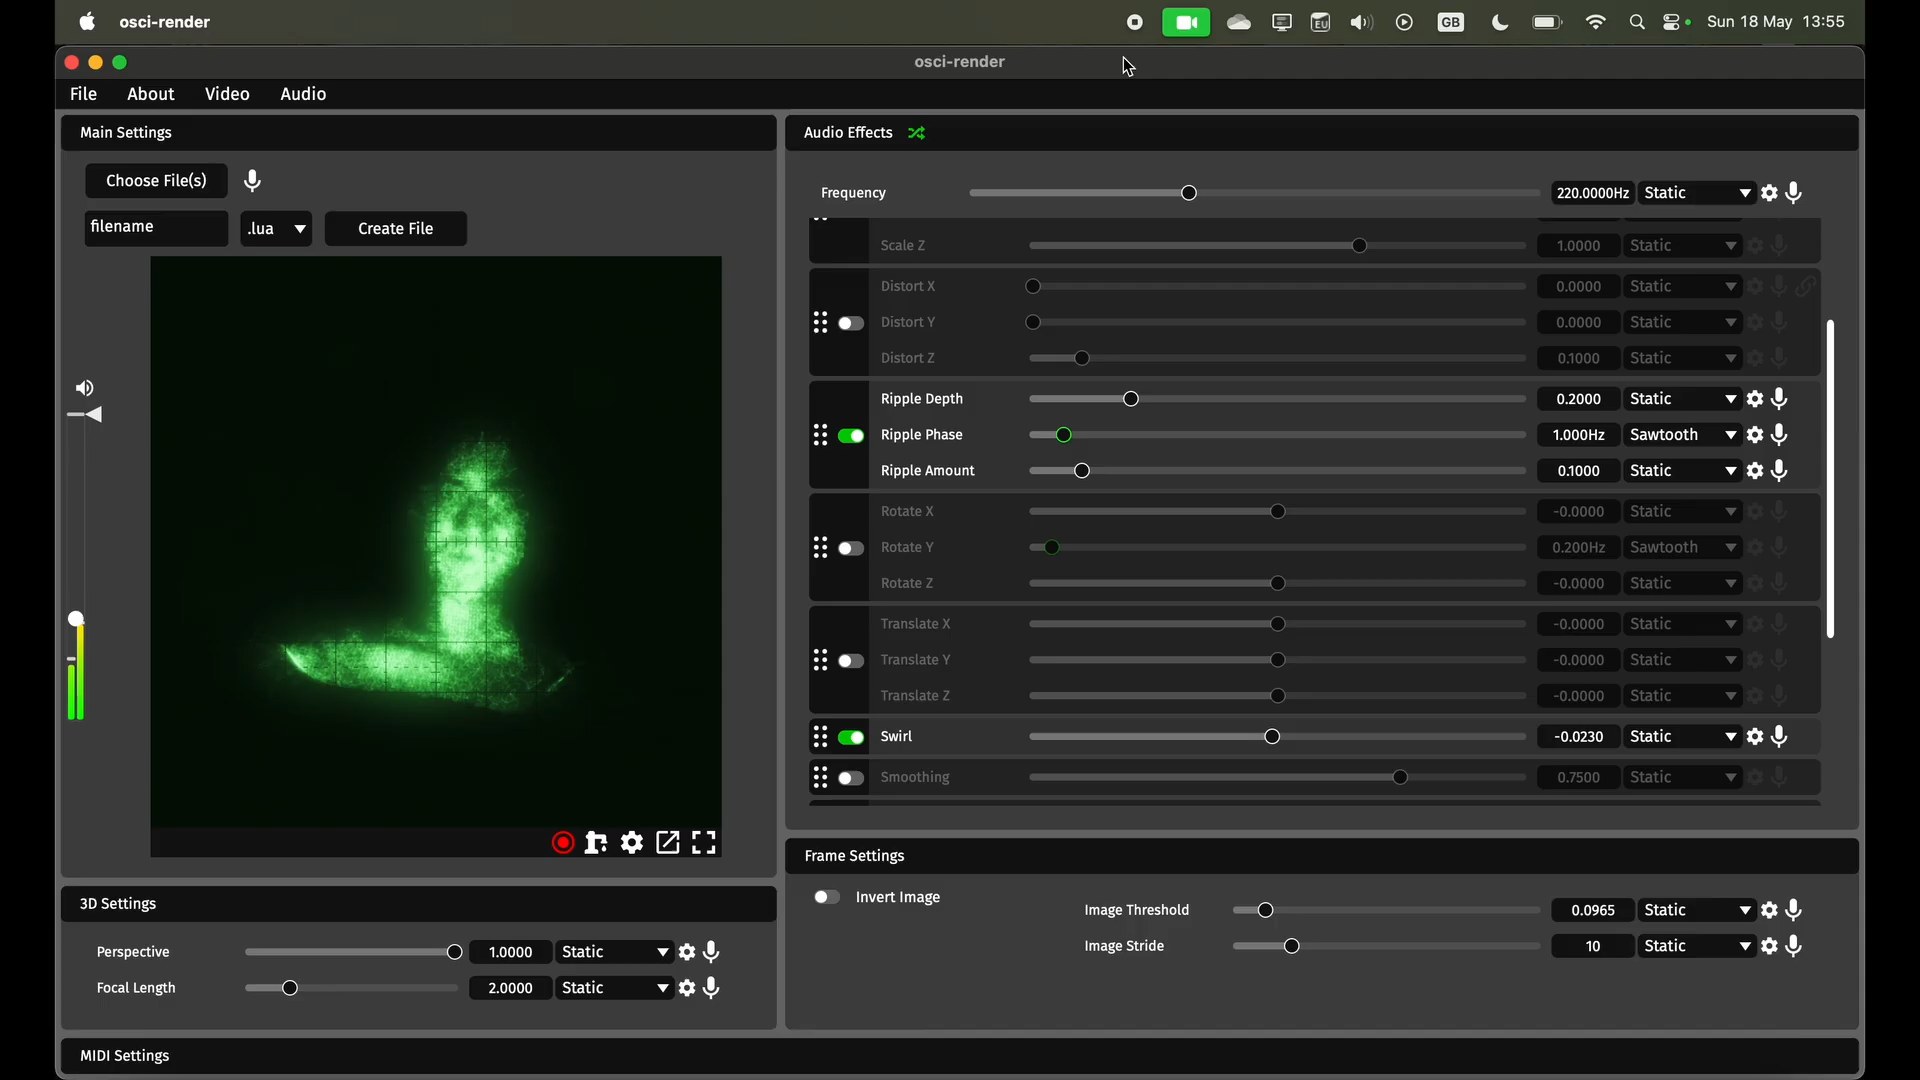 osci-render
GB
Sun 18 May 13:55
osci-render
File About Video Audio
Main Settings
Choose File(s)
filename .lua Create File
Audio Effects
Frequency 220.0000Hz Static
Scale Z 1.0000 Static
Distort X 0.0000 Static
Distort Y 0.0000 Static
Distort Z 0.1000 Static
Ripple Depth 0.2000 Static
Ripple Phase 1.000Hz Sawtooth
Ripple Amount 0.1000 Static
Rotate X -0.0000 Static
Rotate Y 0.200Hz Sawtooth
Rotate Z -0.0000 Static
Translate X -0.0000 Static
Translate Y -0.0000 Static
Translate Z -0.0000 Static
Swirl -0.0230 Static
Smoothing 0.7500 Static
3D Settings
Perspective 1.0000 Static
Focal Length 2.0000 Static
Frame Settings
Invert Image
Image Threshold 0.0965 Static
Image Stride 10 Static
MIDI Settings